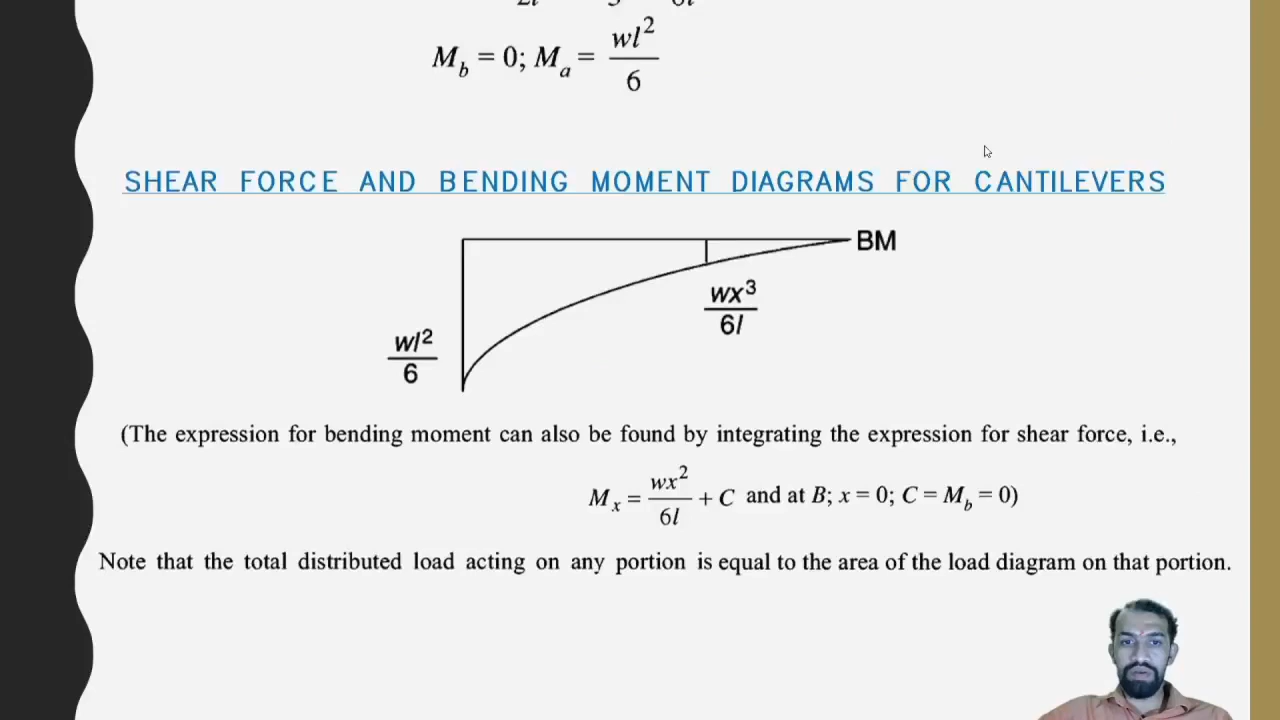 M_b = 0; M_a = wl²/6
SHEAR FORCE AND BENDING MOMENT DIAGRAMS FOR CANTILEVERS
BM
wx³/6l
wl²/6
(The expression for bending moment can also be found by integrating the expression for shear force, i.e.,
M_x = wx²/6l + C and at B; x = 0; C = M_b = 0)
Note that the total distributed load acting on any portion is equal to the area of the load diagram on that portion.